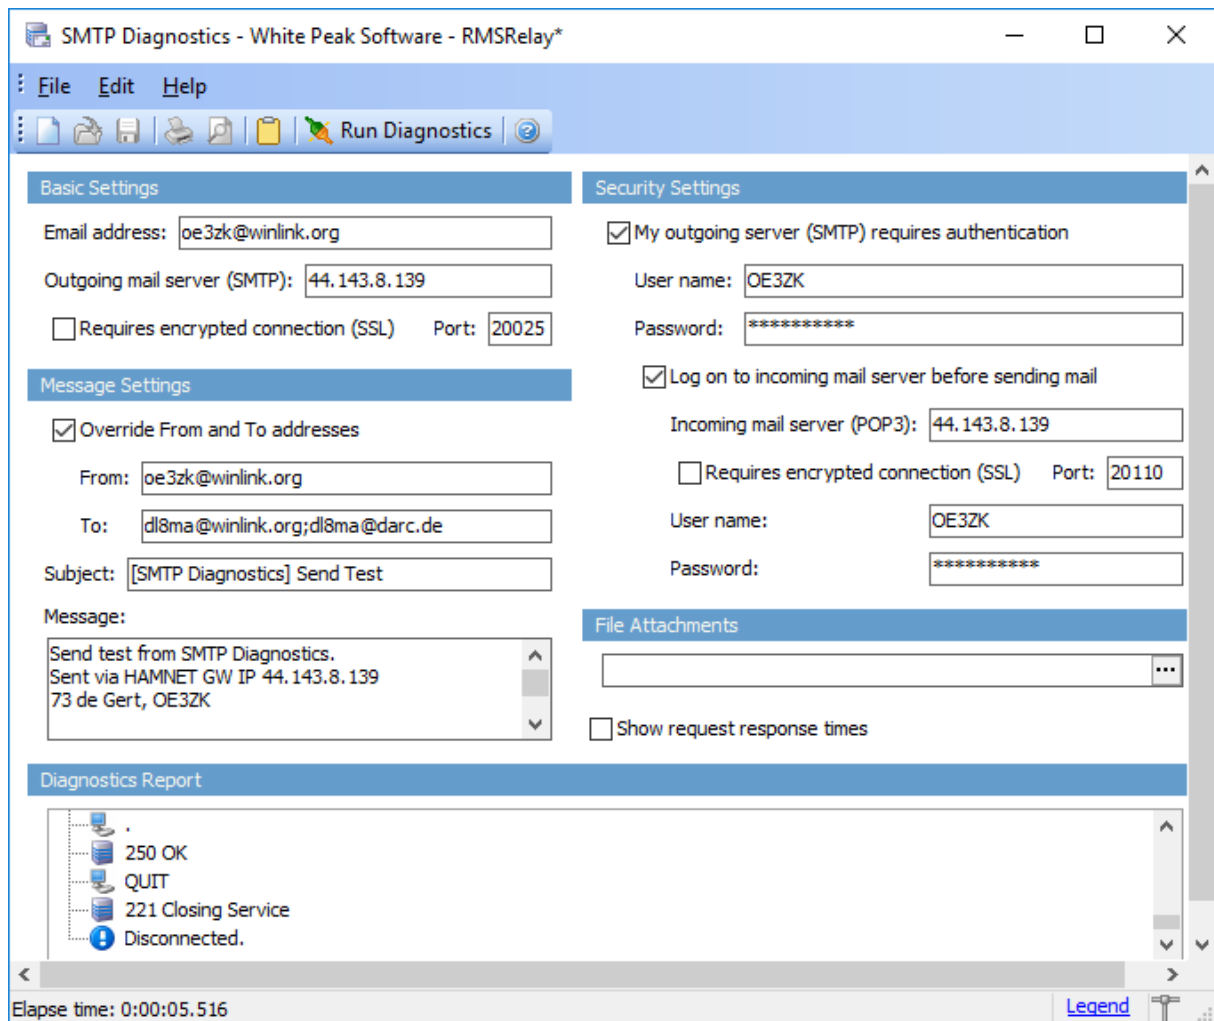 SMTP Diagnostics - White Peak Software - RMSRelay*
File Edit Help
Run Diagnostics
Basic Settings
Email address: oe3zk@winlink.org
Outgoing mail server (SMTP): 44.143.8.139
Requires encrypted connection (SSL) Port: 20025
Message Settings
Override From and To addresses
From: oe3zk@winlink.org
To: dl8ma@winlink.org;dl8ma@darc.de
Subject: [SMTP Diagnostics] Send Test
Message:
Send test from SMTP Diagnostics.
Sent via HAMNET GW IP 44.143.8.139
73 de Gert, OE3ZK
Security Settings
My outgoing server (SMTP) requires authentication
User name: OE3ZK
Password: **********
Log on to incoming mail server before sending mail
Incoming mail server (POP3): 44.143.8.139
Requires encrypted connection (SSL) Port: 20110
User name: OE3ZK
Password: **********
File Attachments
...
Show request response times
Diagnostics Report
.
250 OK
QUIT
221 Closing Service
Disconnected.
Elapse time: 0:00:05.516
Legend